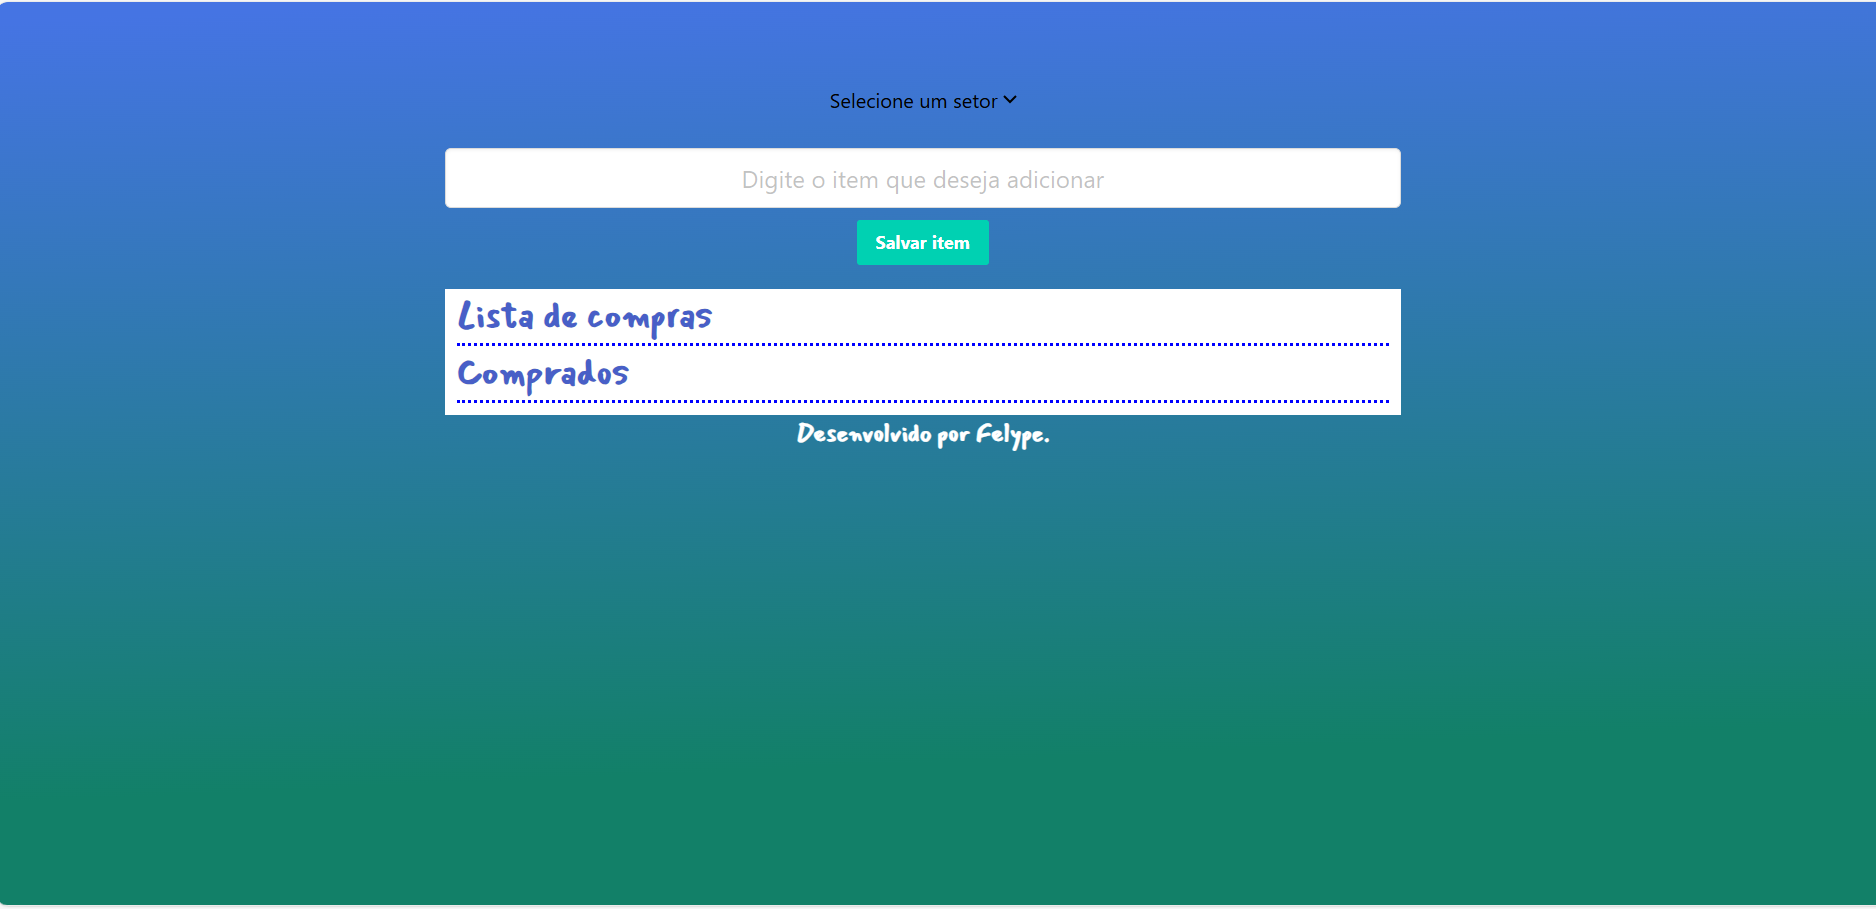 Selecione um setor
Digite o item que deseja adicionar
Salvar item
Lista de compras
Comprados
Desenvolvido por Felype.